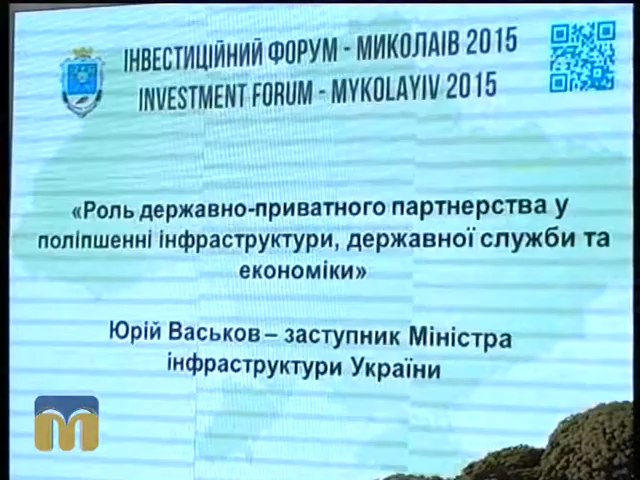 ІНВЕСТИЦІЙНИЙ ФОРУМ - МИКОЛАЇВ 2015
INVESTMENT FORUM - MYKOLAYIV 2015
«Роль державно-приватного партнерства у
поліпшенні інфраструктури, державної служби та
економіки»
Юрій Васьков – заступник Міністра
інфраструктури України
М